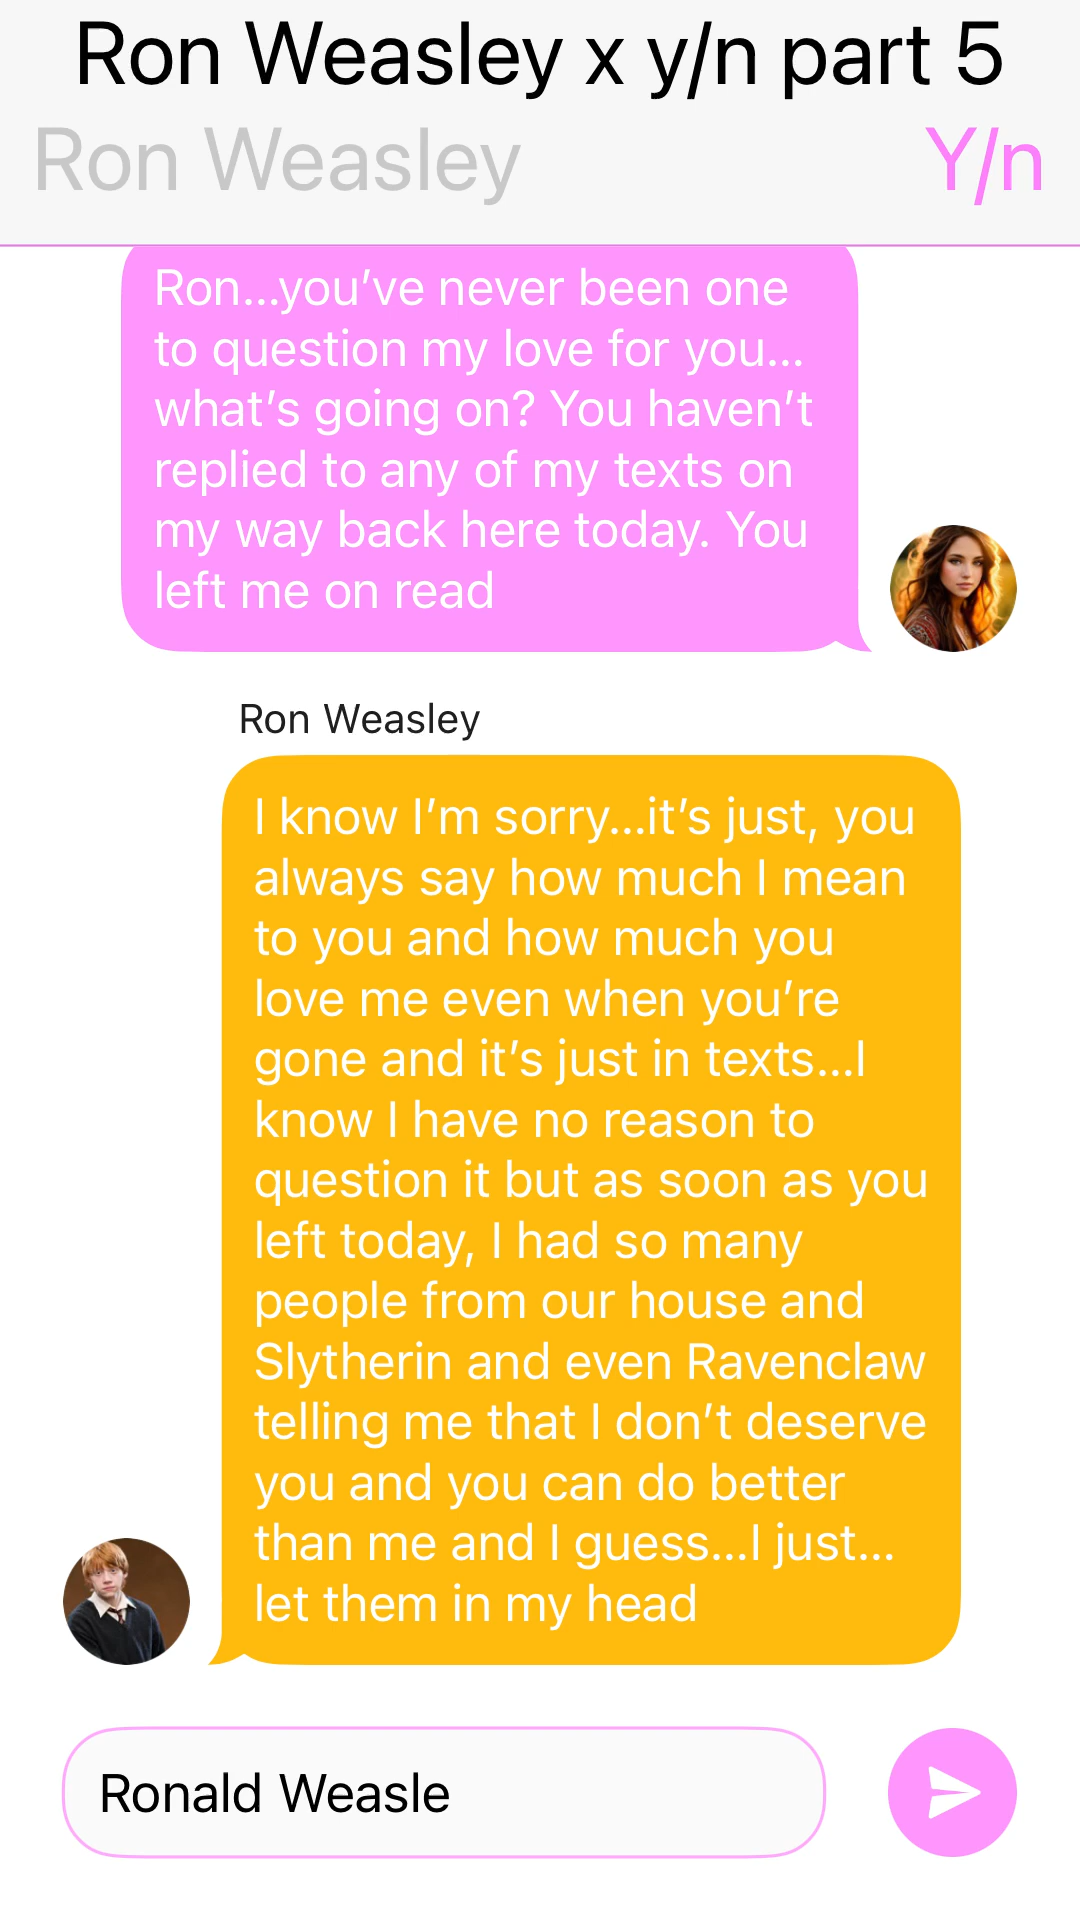 Ron Weasley x y/n part 5
Ron Weasley
Y/n
Ron...you’ve never been one
to question my love for you...
what’s going on? You haven’t
replied to any of my texts on
my way back here today. You
left me on read
Ron Weasley
I know I’m sorry...it’s just, you
always say how much I mean
to you and how much you
love me even when you’re
gone and it’s just in texts...I
know I have no reason to
question it but as soon as you
left today, I had so many
people from our house and
Slytherin and even Ravenclaw
telling me that I don’t deserve
you and you can do better
than me and I guess...I just...
let them in my head
Ronald Weasle